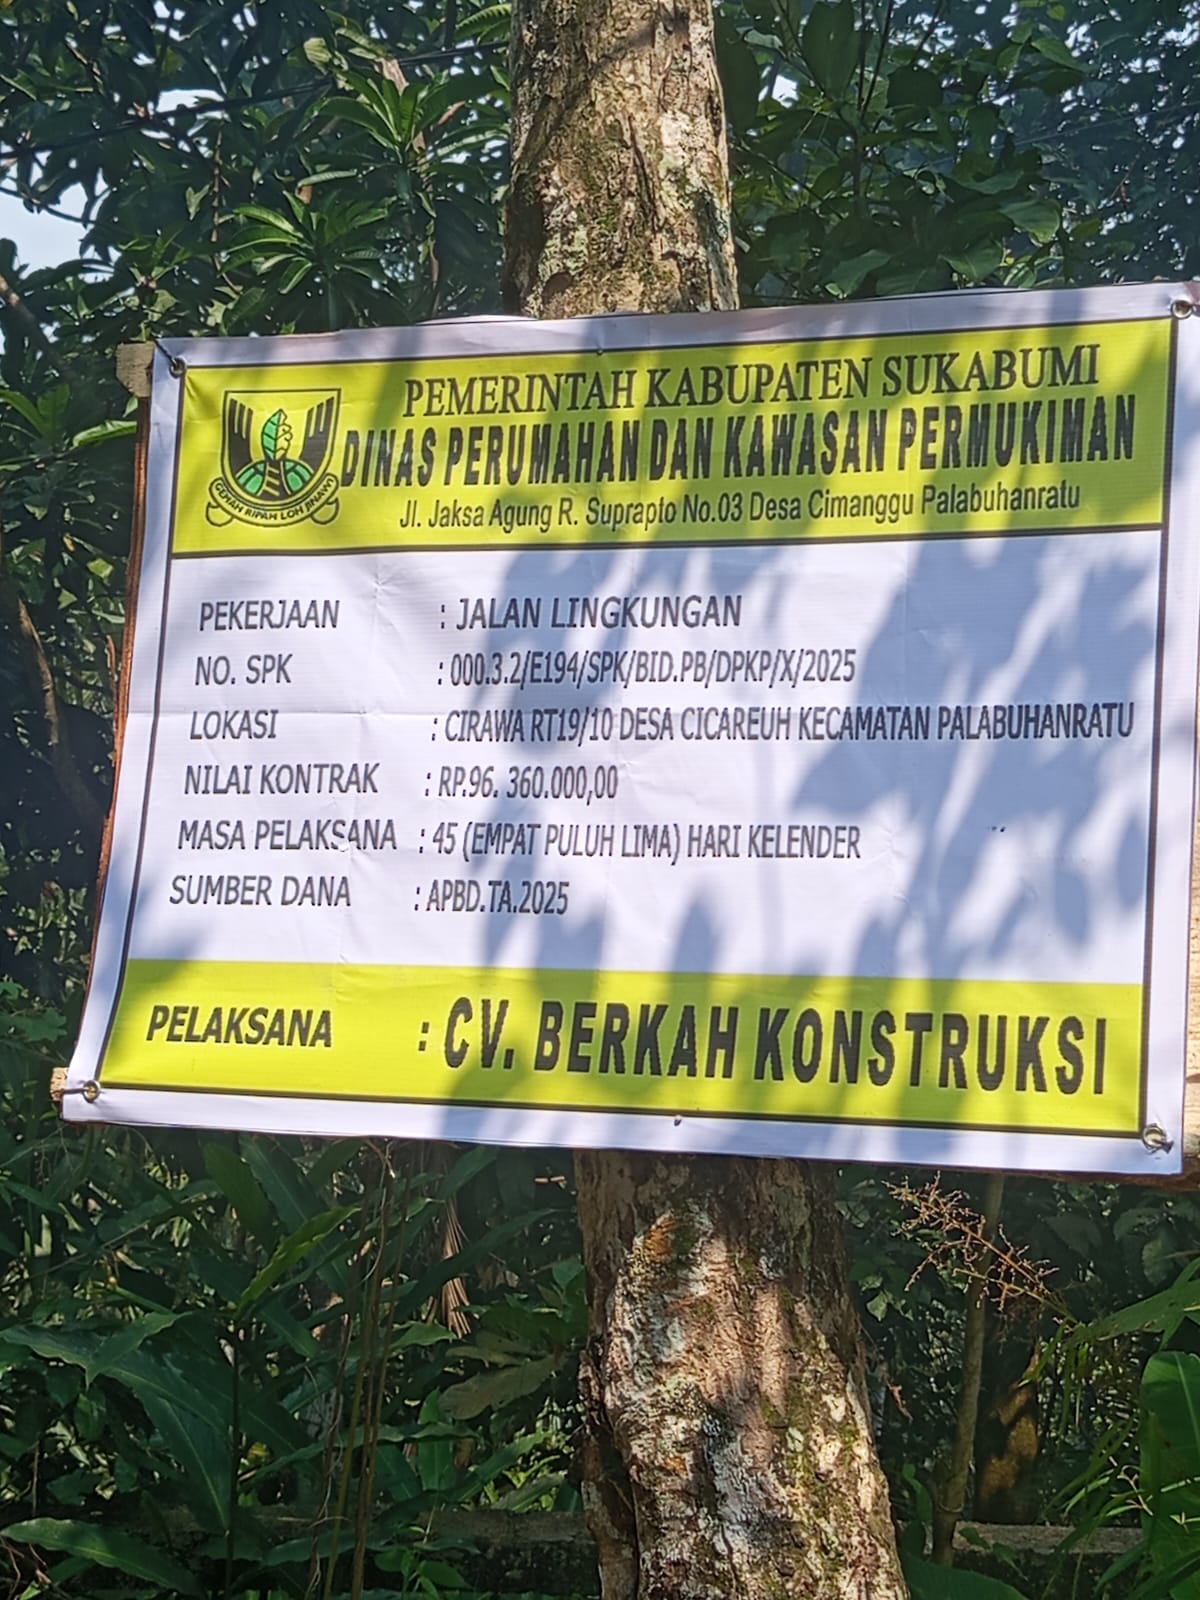 PEMERINTAH KABUPATEN SUKABUMI
DINAS PERUMAHAN DAN KAWASAN PERMUKIMAN
Jl. Jaksa Agung R. Suprapto No.03 Desa Cimanggu Palabuhanratu
GEMAH RIPAH LOH JINAWI
PEKERJAAN : JALAN LINGKUNGAN
NO. SPK : 000.3.2/E194/SPK/BID.PB/DPKP/X/2025
LOKASI : CIRAWA RT19/10 DESA CICAREUH KECAMATAN PALABUHANRATU
NILAI KONTRAK : RP.96. 360.000,00
MASA PELAKSANA : 45 (EMPAT PULUH LIMA) HARI KELENDER
SUMBER DANA : APBD.TA.2025
PELAKSANA : CV. BERKAH KONSTRUKSI